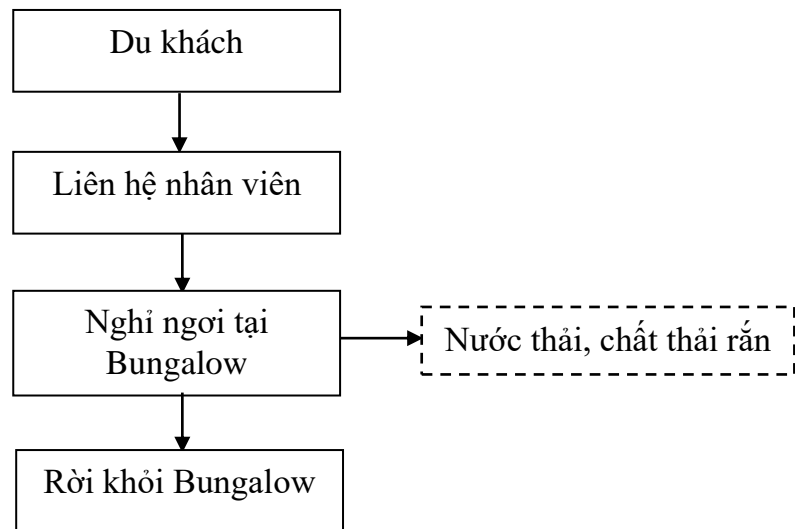 Du khách
Liên hệ nhân viên
Nghỉ ngơi tại
Bungalow
Nước thải, chất thải rắn
Rời khỏi Bungalow